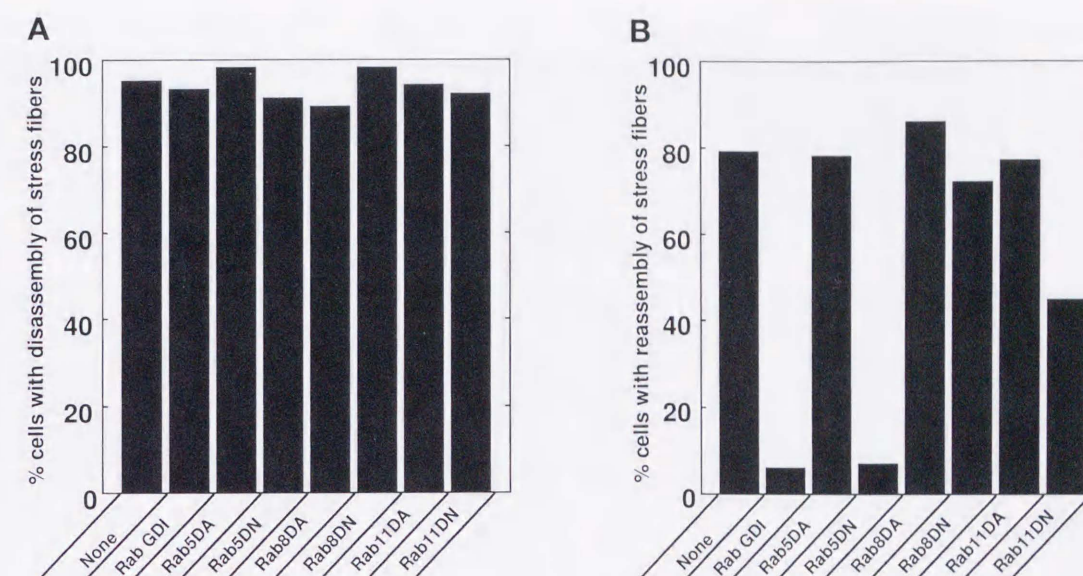 A
% cells with disassembly of stress fibers
100
80
60
40
20
0
None
Rab GDI
Rab5DA
Rab5DN
Rab8DA
Rab8DN
Rab11DA
Rab11DN
B
% cells with reassembly of stress fibers
100
80
60
40
20
0
None
Rab GDI
Rab5DA
Rab5DN
Rab8DA
Rab8DN
Rab11DA
Rab11DN